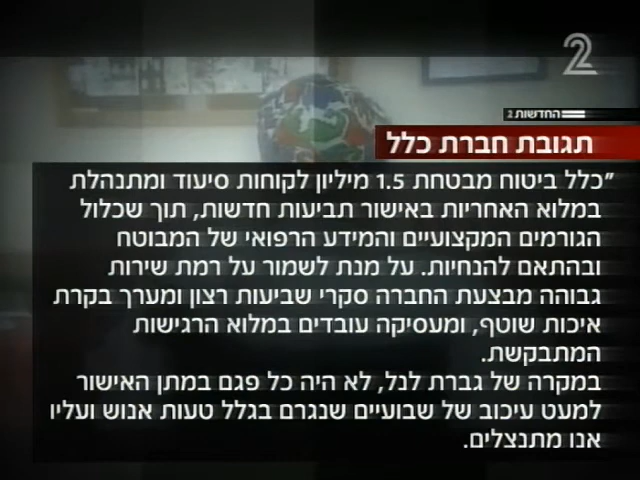 2
החדשות2
תגובת חברת כלל
"כלל ביטוח מבטחת 1.5 מיליון לקוחות סיעוד ומתנהלת
במלוא האחריות באישור תביעות חדשות, תוך שכלול
הגורמים המקצועיים והמידע הרפואי של המבוטח
ובהתאם להנחיות. על מנת לשמור על רמת שירות
גבוהה מבצעת החברה סקרי שביעות רצון ומערך בקרת
איכות שוטף, ומעסיקה עובדים במלוא הרגישות
המתבקשת.
במקרה של גברת לנל, לא היה כל פגם במתן האישור
למעט עיכוב של שבועיים שנגרם בגלל טעות אנוש ועליו
אנו מתנצלים.